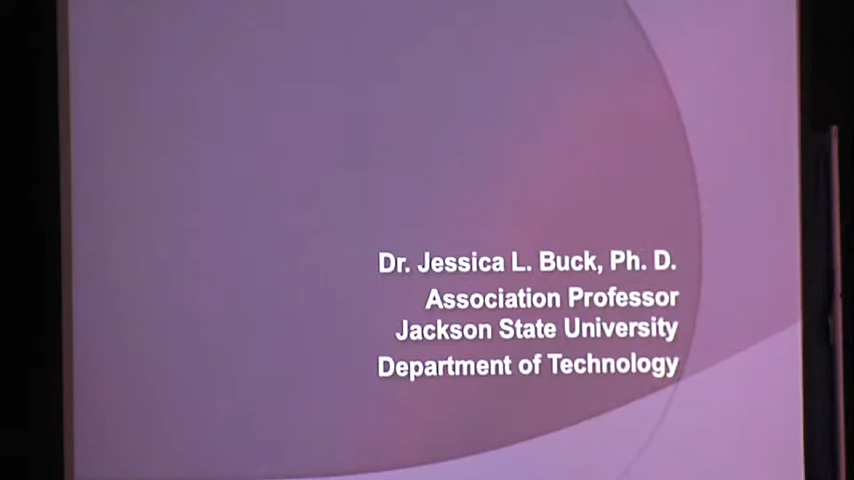 Dr. Jessica L. Buck, Ph. D.
Association Professor
Jackson State University
Department of Technology